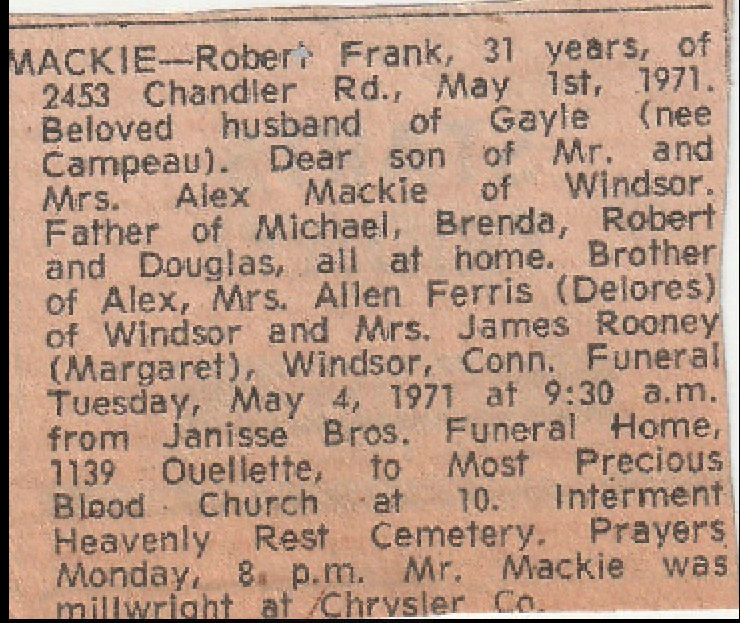 MACKIE—Robert Frank, 31 years, of
2453 Chandler Rd., May 1st, 1971.
Beloved husband of Gayle (nee
Campeau). Dear son of Mr. and
Mrs. Alex Mackie of Windsor.
Father of Michael, Brenda, Robert
and Douglas, all at home. Brother
of Alex, Mrs. Allen Ferris (Delores)
of Windsor and Mrs. James Rooney
(Margaret), Windsor, Conn. Funeral
Tuesday, May 4, 1971 at 9:30 a.m.
from Janisse Bros. Funeral Home,
1139 Ouellette, to Most Precious
Blood Church at 10. Interment
Heavenly Rest Cemetery. Prayers
Monday, 8. p.m. Mr. Mackie was
millwright at Chrysler Co.